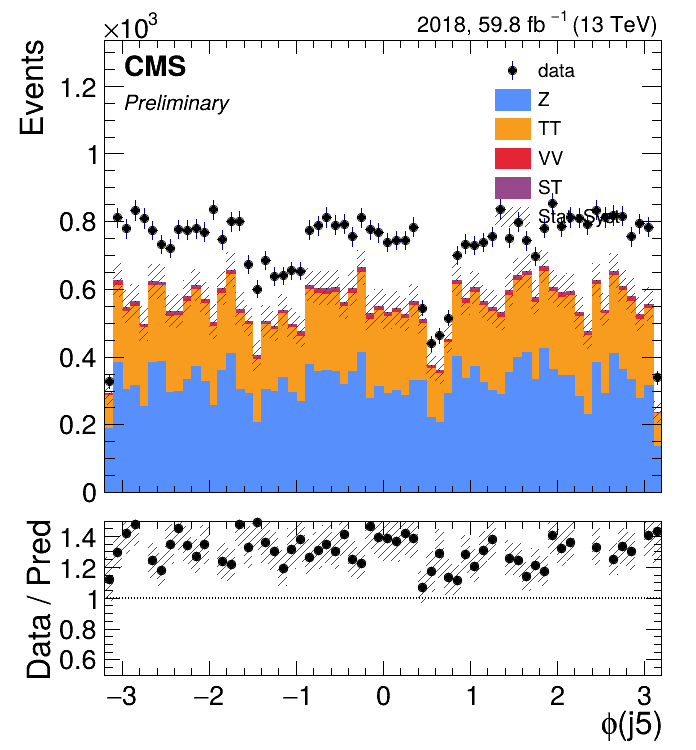 ×10³
2018, 59.8 fb⁻¹ (13 TeV)
Events
CMS
Preliminary
data
Z
TT
VV
ST
Stat+Syst
1.2
1
0.8
0.6
0.4
0.2
0
Data / Pred
1.4
1.2
1
0.8
0.6
−3 −2 −1 0 1 2 3
ϕ(j5)